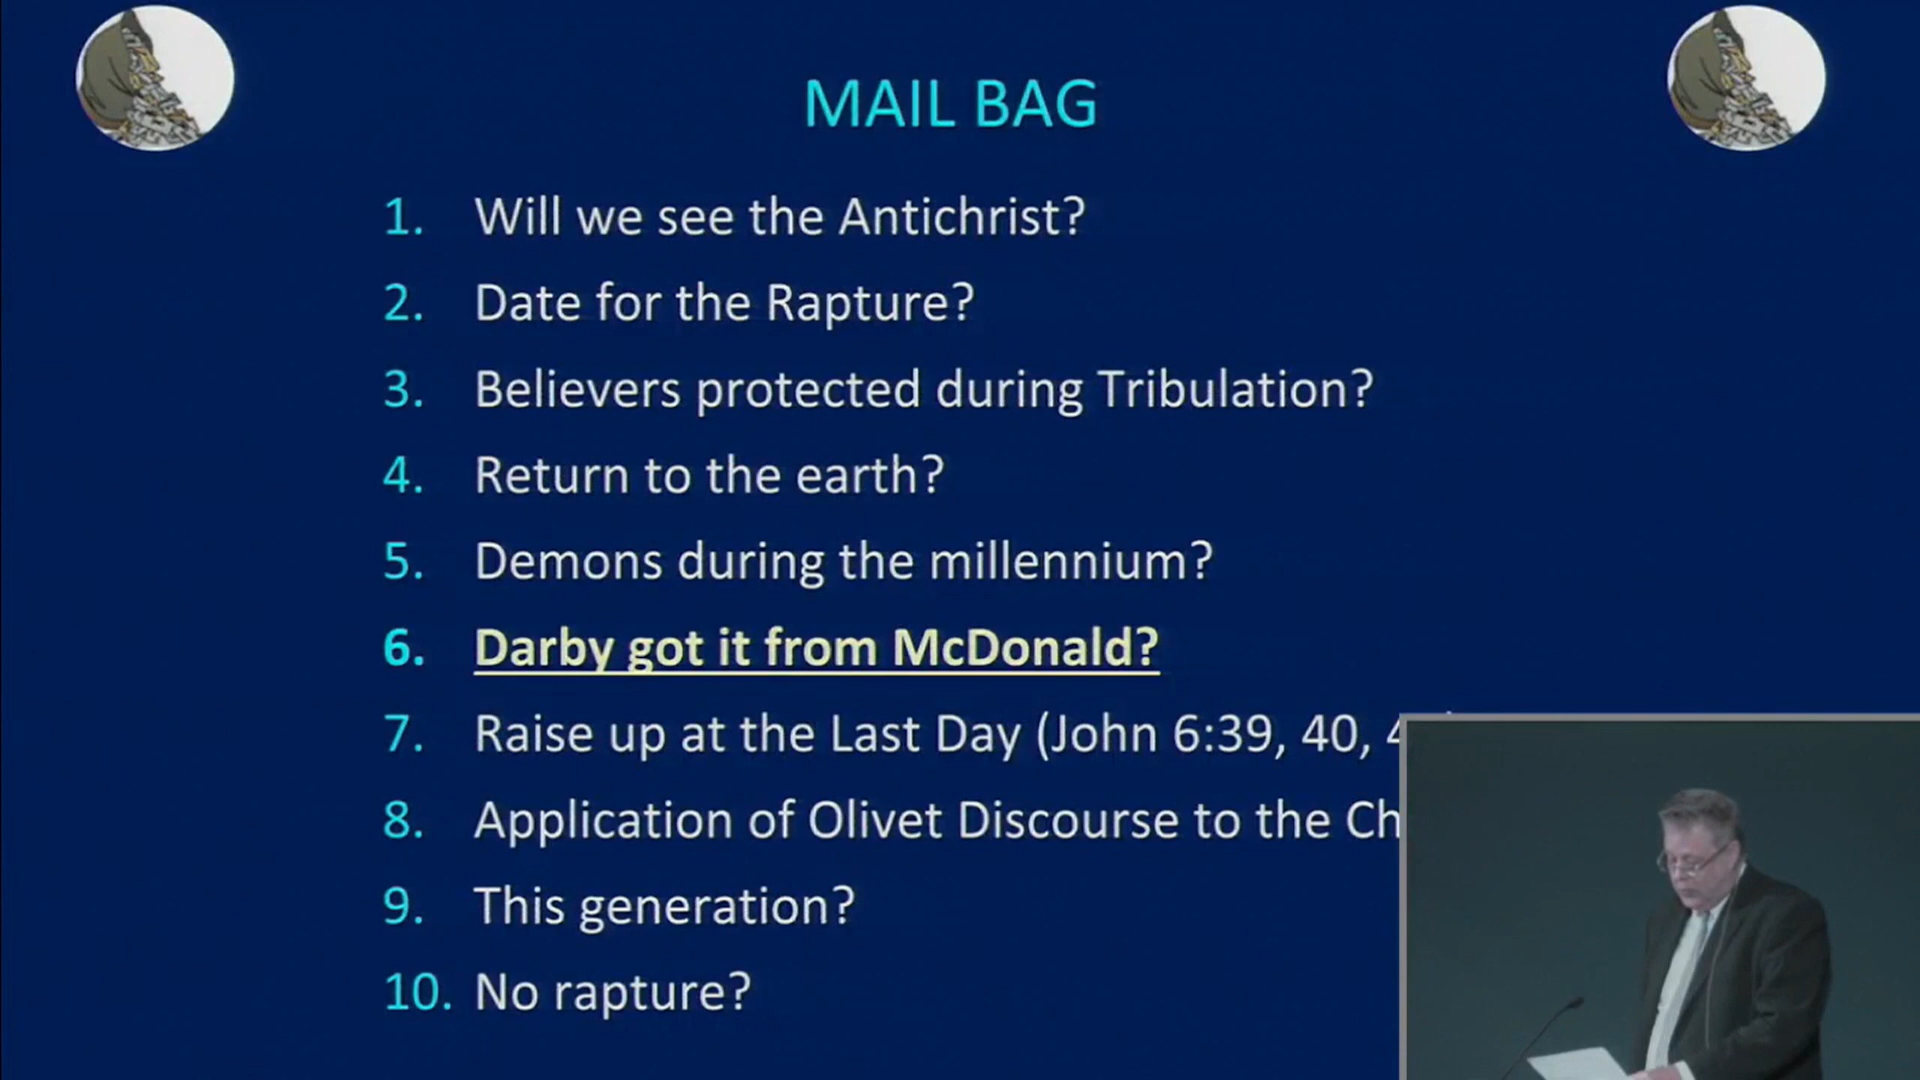 MAIL BAG
1. Will we see the Antichrist?
2. Date for the Rapture?
3. Believers protected during Tribulation?
4. Return to the earth?
5. Demons during the millennium?
6. Darby got it from McDonald?
7. Raise up at the Last Day (John 6:39, 40,
8. Application of Olivet Discourse to the
9. This generation?
10. No rapture?